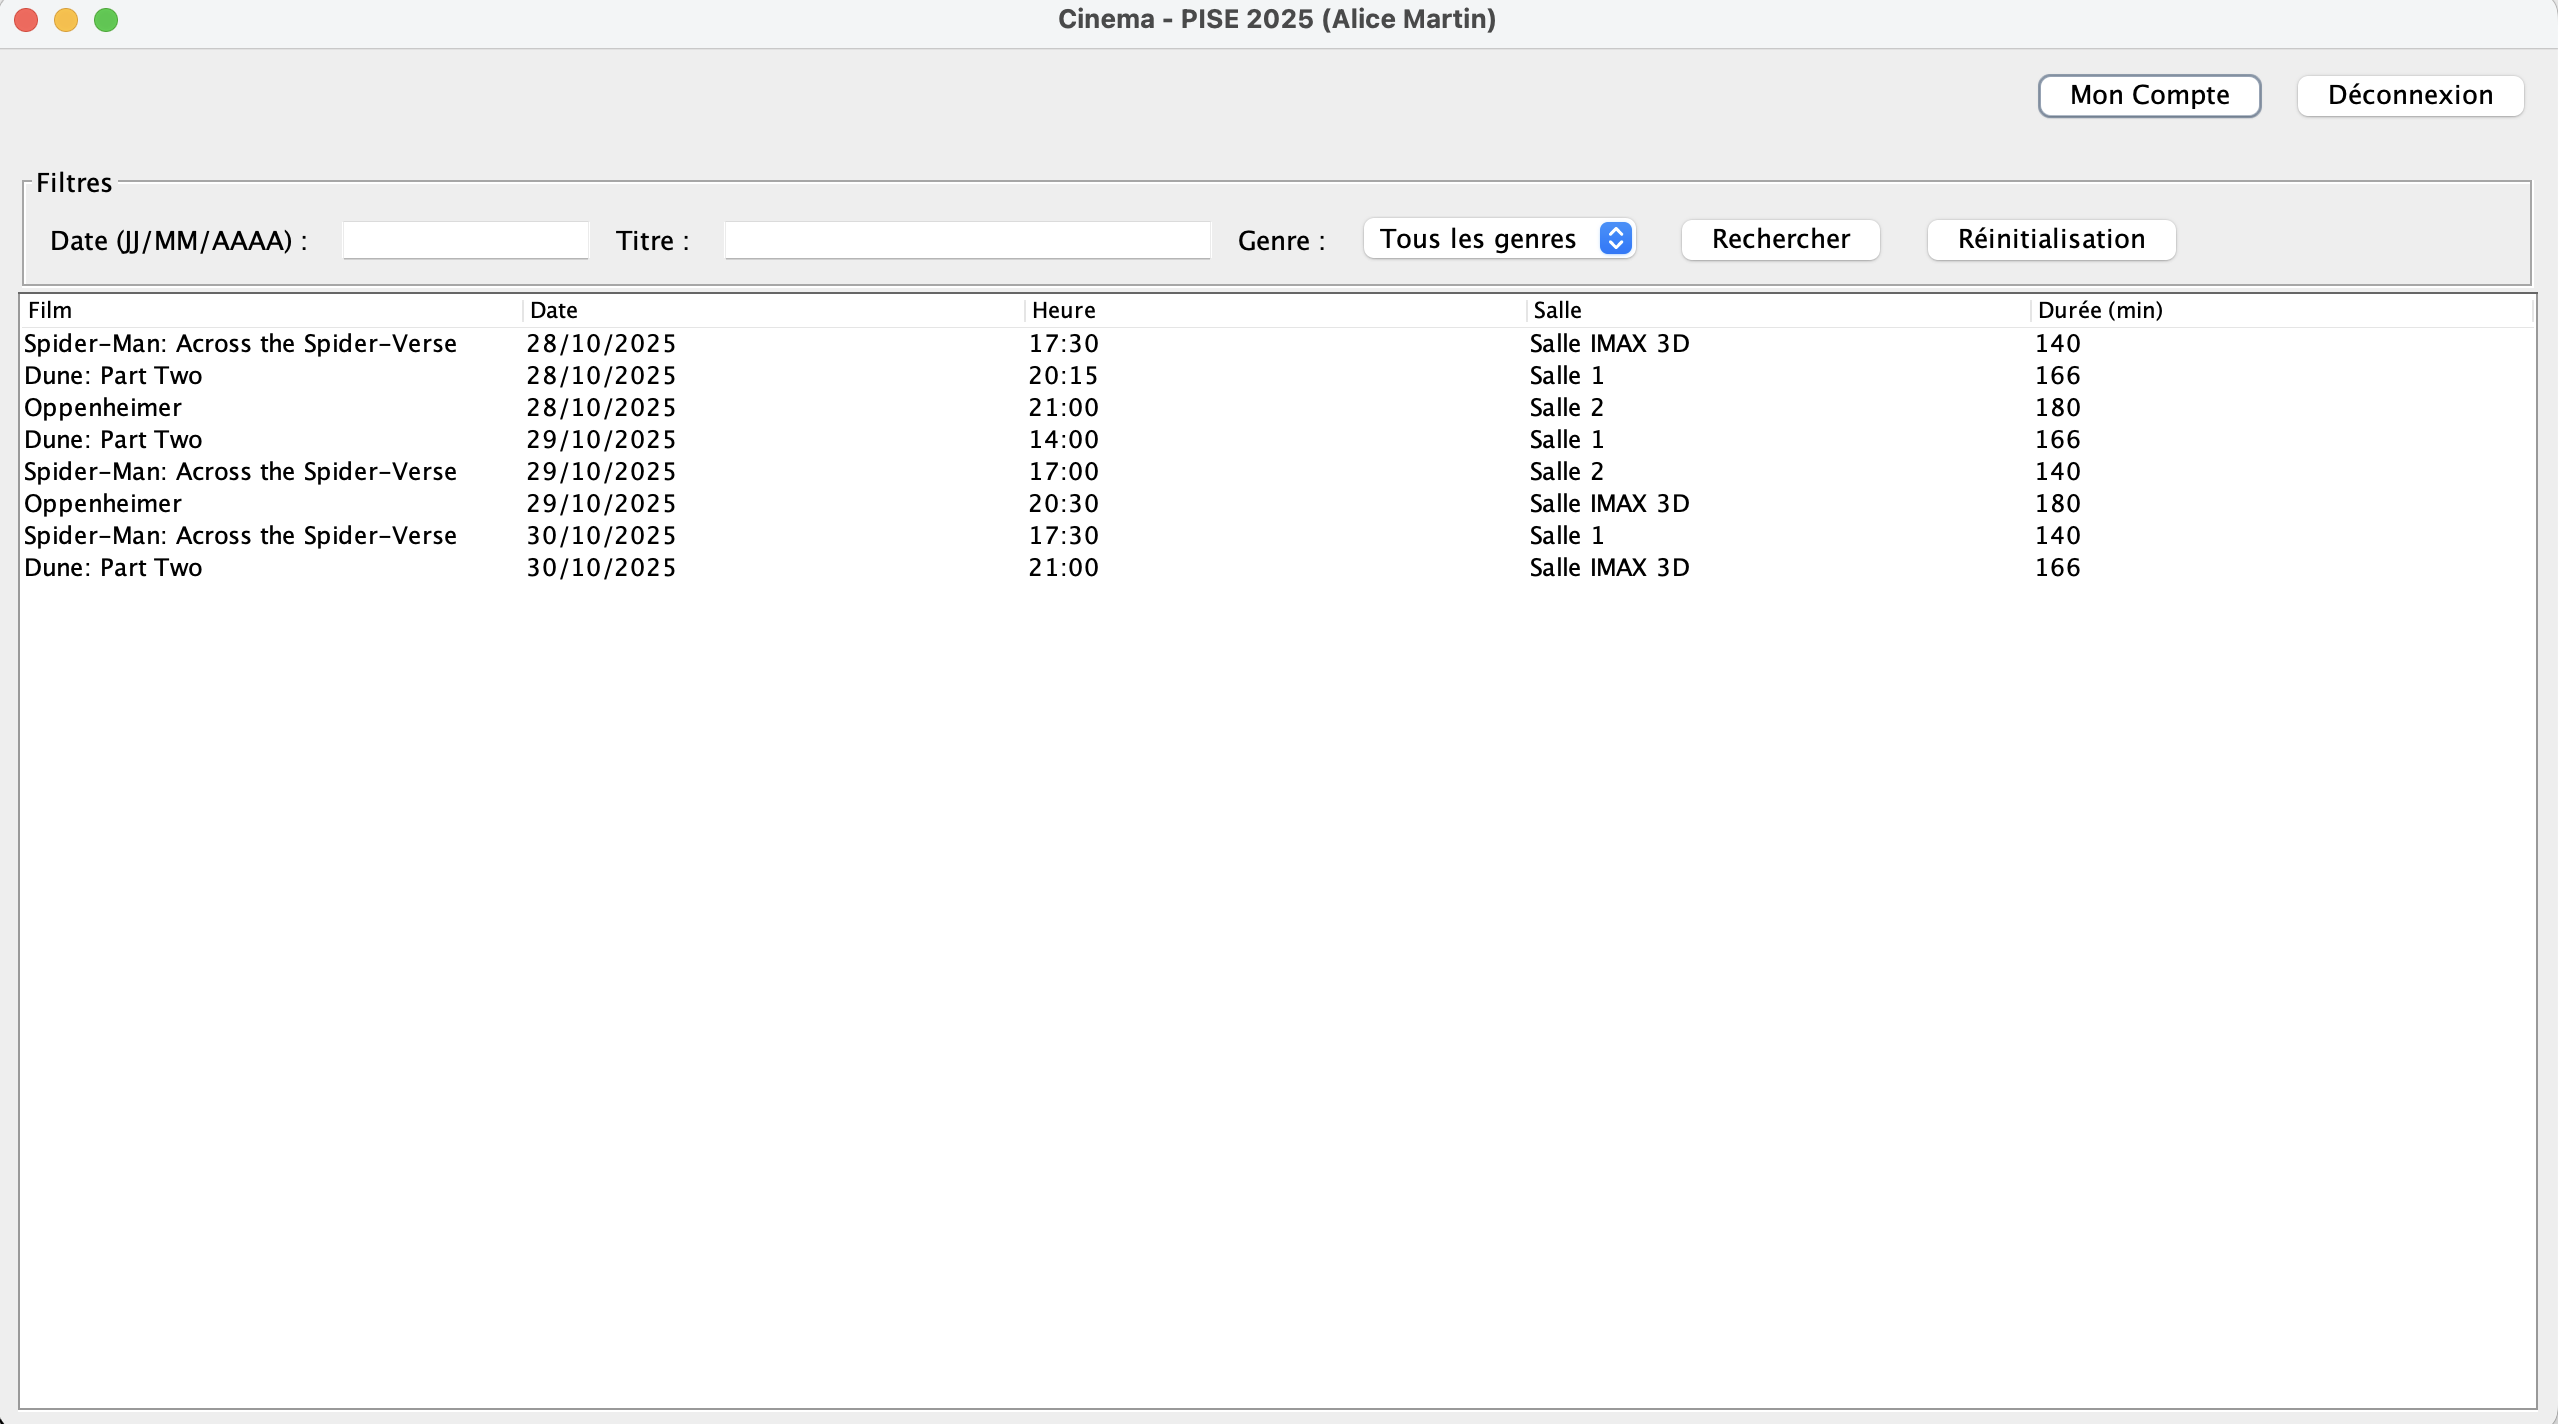 Cinema - PISE 2025 (Alice Martin)
Mon Compte Déconnexion
Filtres
Date (JJ/MM/AAAA) : Titre : Genre : Tous les genres Rechercher Réinitialisation
Film Date Heure Salle Durée (min)
Spider-Man: Across the Spider-Verse 28/10/2025 17:30 Salle IMAX 3D 140
Dune: Part Two 28/10/2025 20:15 Salle 1 166
Oppenheimer 28/10/2025 21:00 Salle 2 180
Dune: Part Two 29/10/2025 14:00 Salle 1 166
Spider-Man: Across the Spider-Verse 29/10/2025 17:00 Salle 2 140
Oppenheimer 29/10/2025 20:30 Salle IMAX 3D 180
Spider-Man: Across the Spider-Verse 30/10/2025 17:30 Salle 1 140
Dune: Part Two 30/10/2025 21:00 Salle IMAX 3D 166